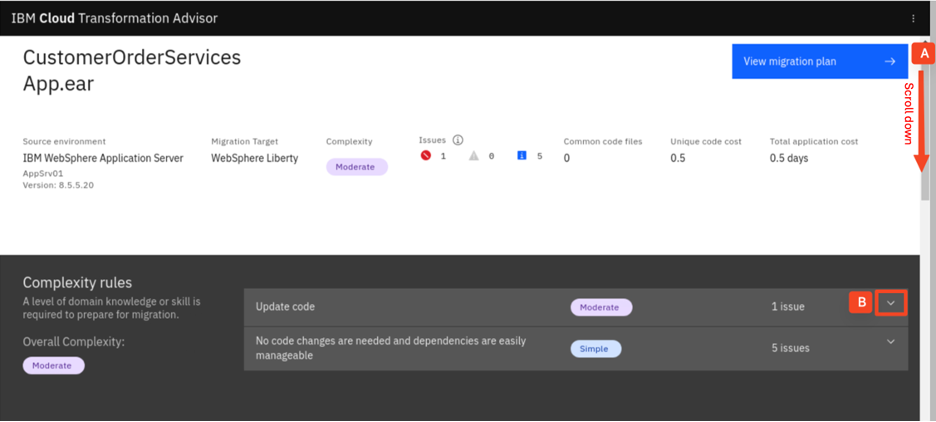 IBM Cloud Transformation Advisor
A
CustomerOrderServices
App.ear
View migration plan
Scroll down
Source environment
IBM WebSphere Application Server
AppSrv01
Version: 8.5.5.20
Migration Target
WebSphere Liberty
Complexity
Moderate
Issues
1 0 5
Common code files
0
Unique code cost
0.5
Total application cost
0.5 days
Complexity rules
A level of domain knowledge or skill is
required to prepare for migration.
Overall Complexity:
Moderate
Update code Moderate 1 issue B
No code changes are needed and dependencies are easily
manageable
Simple 5 issues